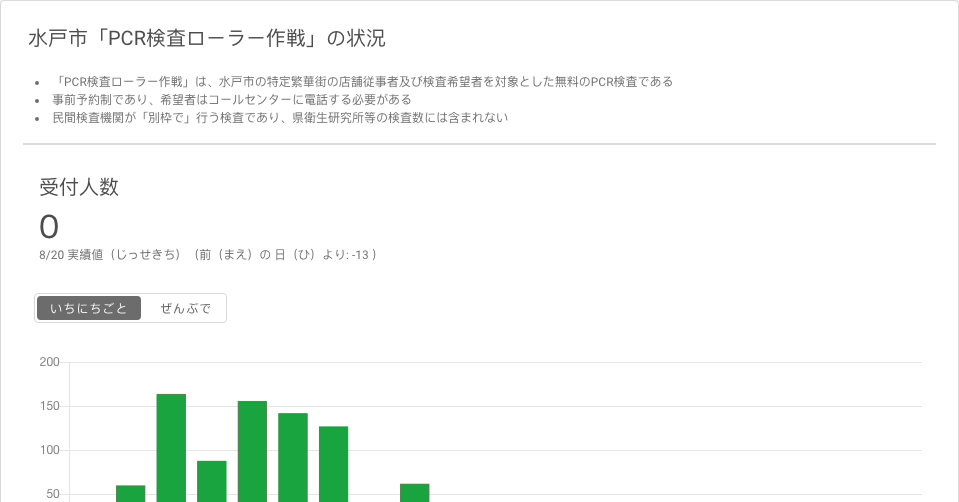 水戸市「PCR検査ローラー作戦」の状況
「PCR検査ローラー作戦」は、水戸市の特定繁華街の店舗従事者及び検査希望者を対象とした無料のPCR検査である
事前予約制であり、希望者はコールセンターに電話する必要がある
民間検査機関が「別枠で」行う検査であり、県衛生研究所等の検査数には含まれない
受付人数
0
8/20 実績値（じっせきち）（前（まえ）の 日（ひ）より: -13 ）
いちにちごと ぜんぶで
200
150
100
50